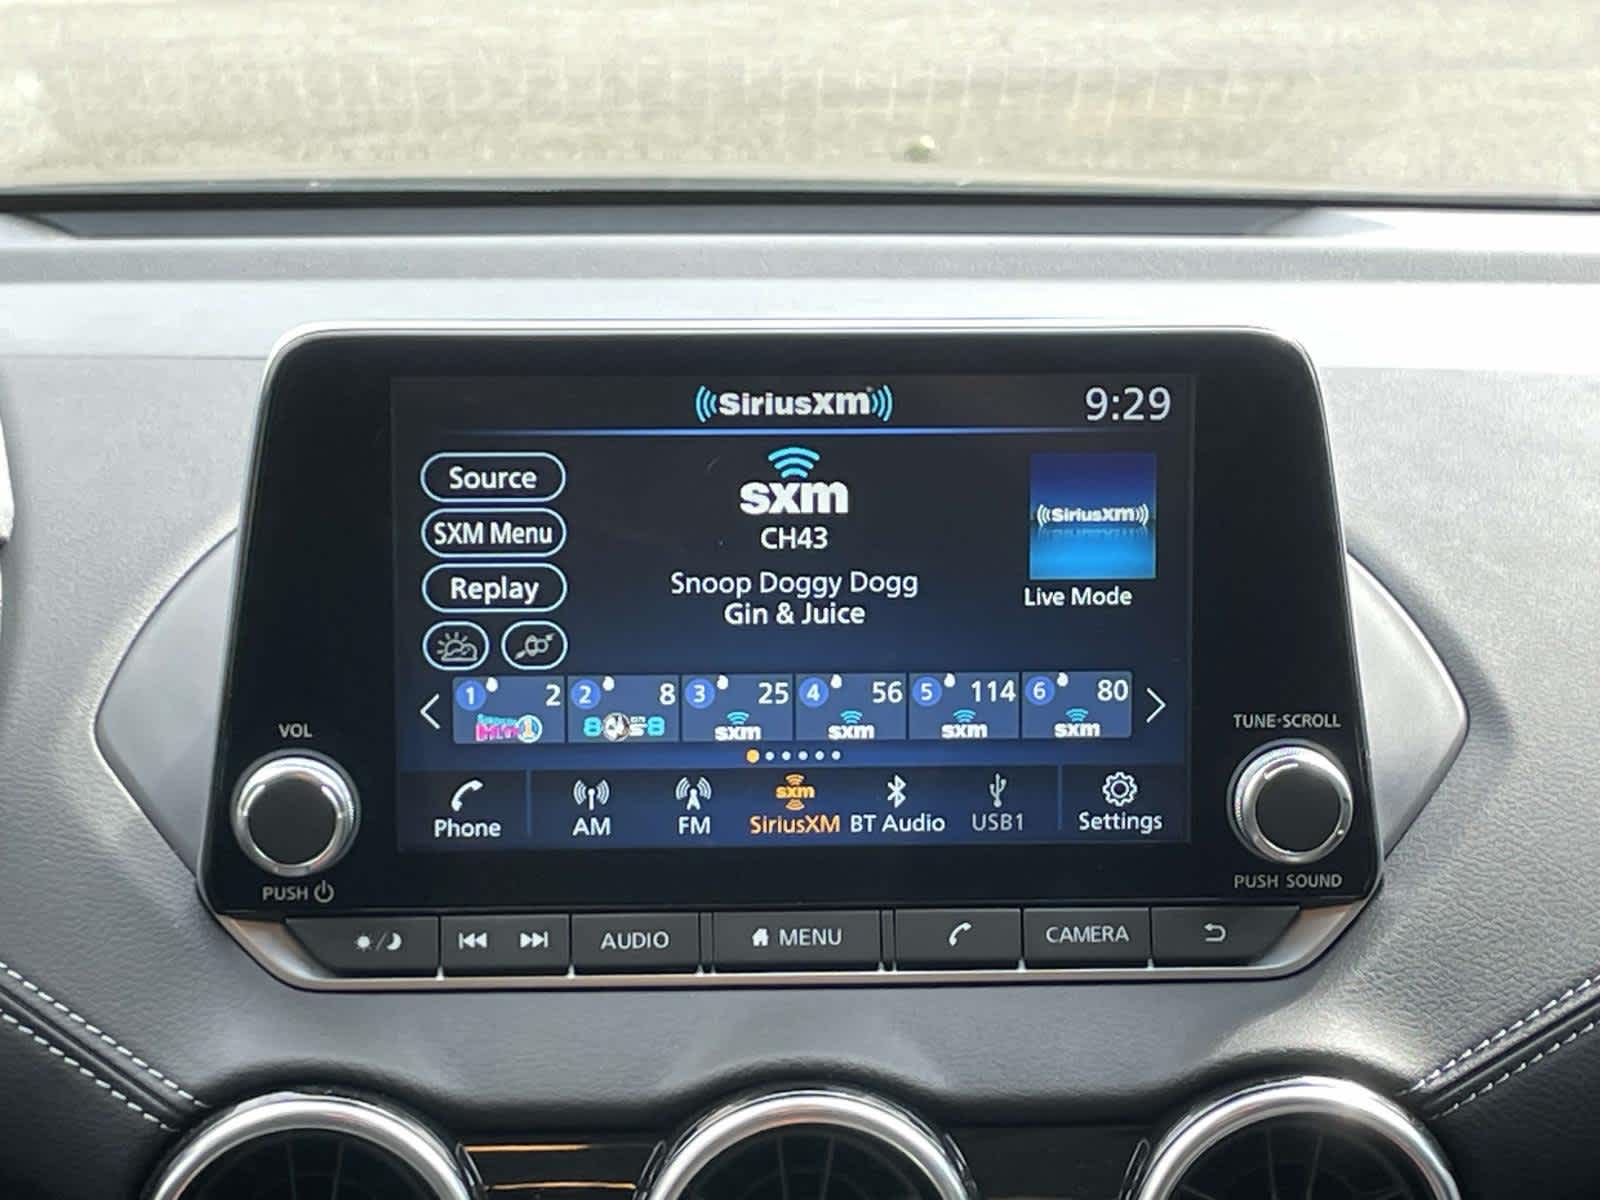 SiriusXM
9:29
Source
SXM Menu
Replay
sxm
CH43
Snoop Doggy Dogg
Gin & Juice
SiriusXM
Live Mode
1 2
2 8
3 25
sxm
4 56
sxm
5 114
sxm
6 80
sxm
Phone
AM
FM
sxm
SiriusXM
BT Audio
USB1
Settings
VOL
PUSH
TUNE·SCROLL
PUSH SOUND
AUDIO
MENU
CAMERA